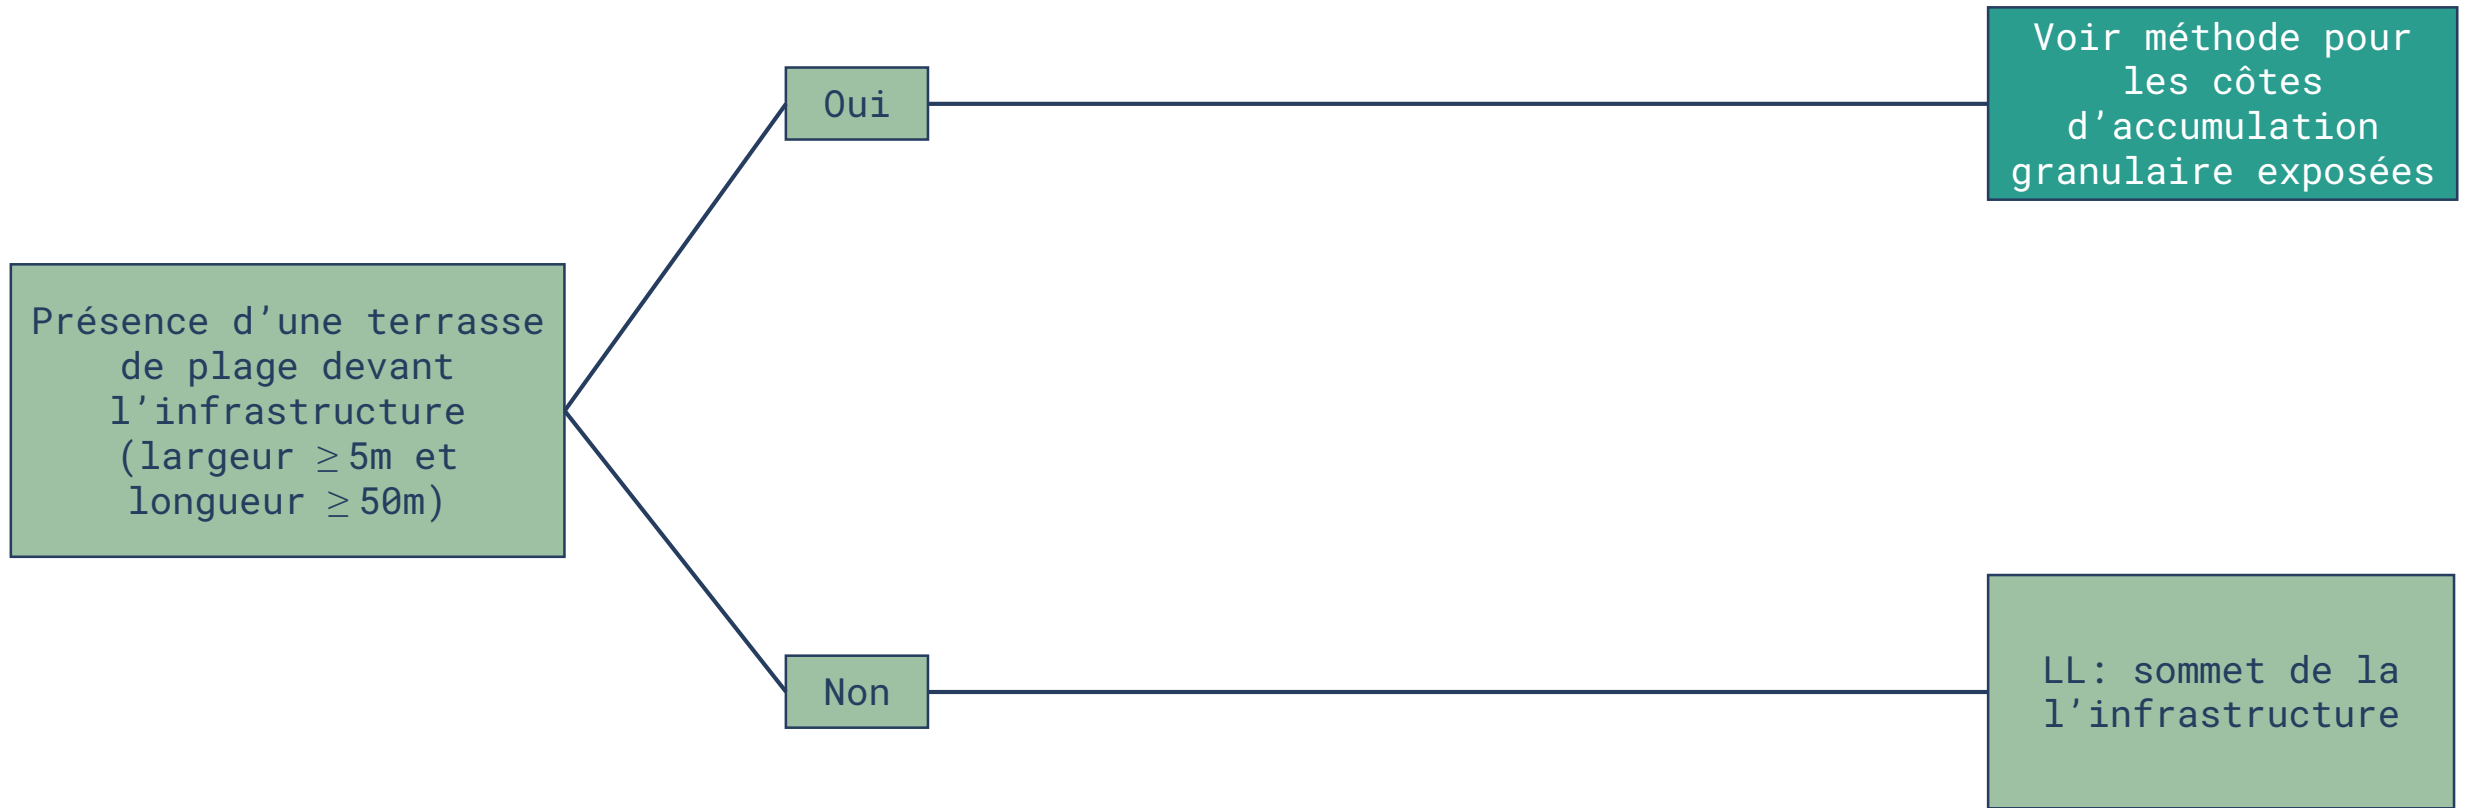 Présence d’une terrasse
de plage devant
l’infrastructure
(largeur ≥ 5m et
longueur ≥ 50m)
Oui
Voir méthode pour
les côtes
d’accumulation
granulaire exposées
Non
LL: sommet de la
l’infrastructure